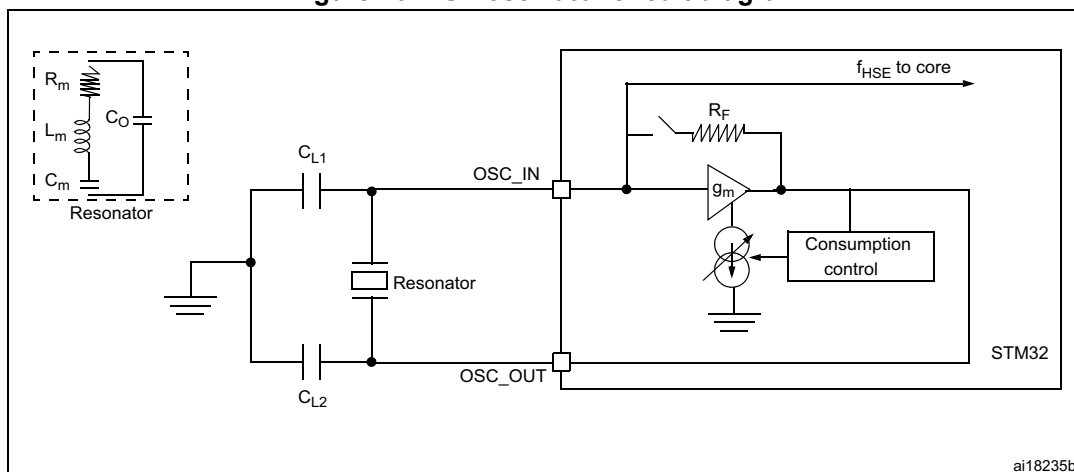 R_m
L_m
C_O
C_m
Resonator
C_L1
OSC_IN
f_HSE to core
R_F
g_m
Consumption
control
Resonator
STM32
OSC_OUT
C_L2
ai18235b